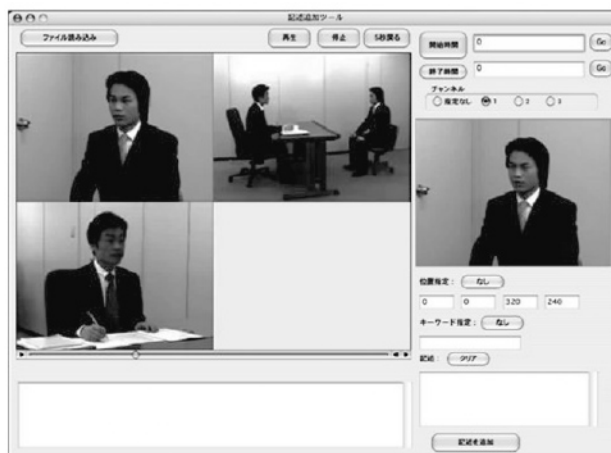 記述追加ツール
ファイル読み込み
再生 停止 5秒戻る
開始時間 0 Go
終了時間 0 Go
チャンネル
指定なし 1 2 3
位置指定： なし
0 0 320 240
キーワード指定： なし
記述： クリア
記述を追加